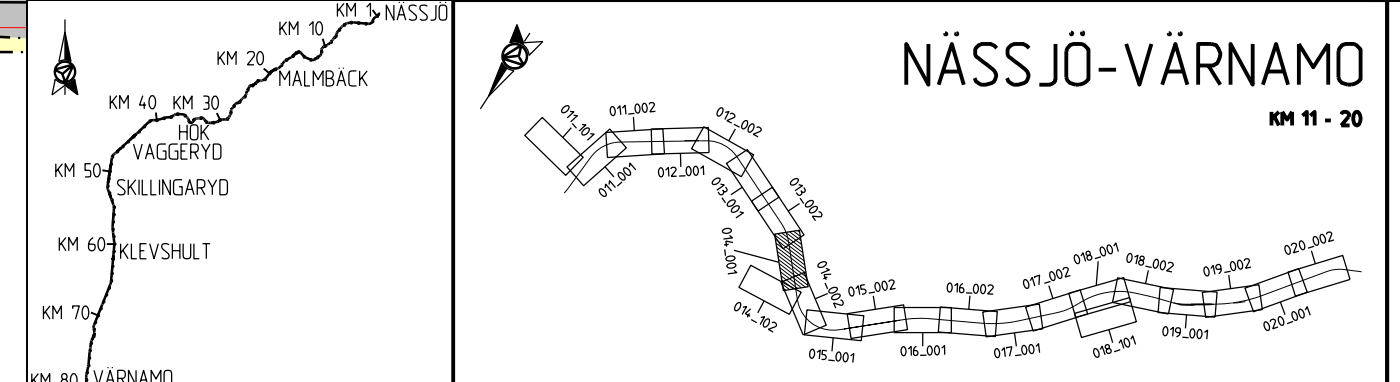 KM 1
NÄSSJÖ
KM 10
KM 20
MALMBÄCK
KM 40
KM 30
HOK
VAGGERYD
KM 50
SKILLINGARYD
KM 60
KLEVSHULT
KM 70
KM 80
VÄRNAMO
NÄSSJÖ-VÄRNAMO
KM 11 - 20
011_101
011_002
011_001
012_001
012_002
013_001
013_002
014_001
014_002
014_102
015_002
015_001
016_002
016_001
017_002
017_001
018_001
018_002
018_101
019_002
019_001
020_002
020_001